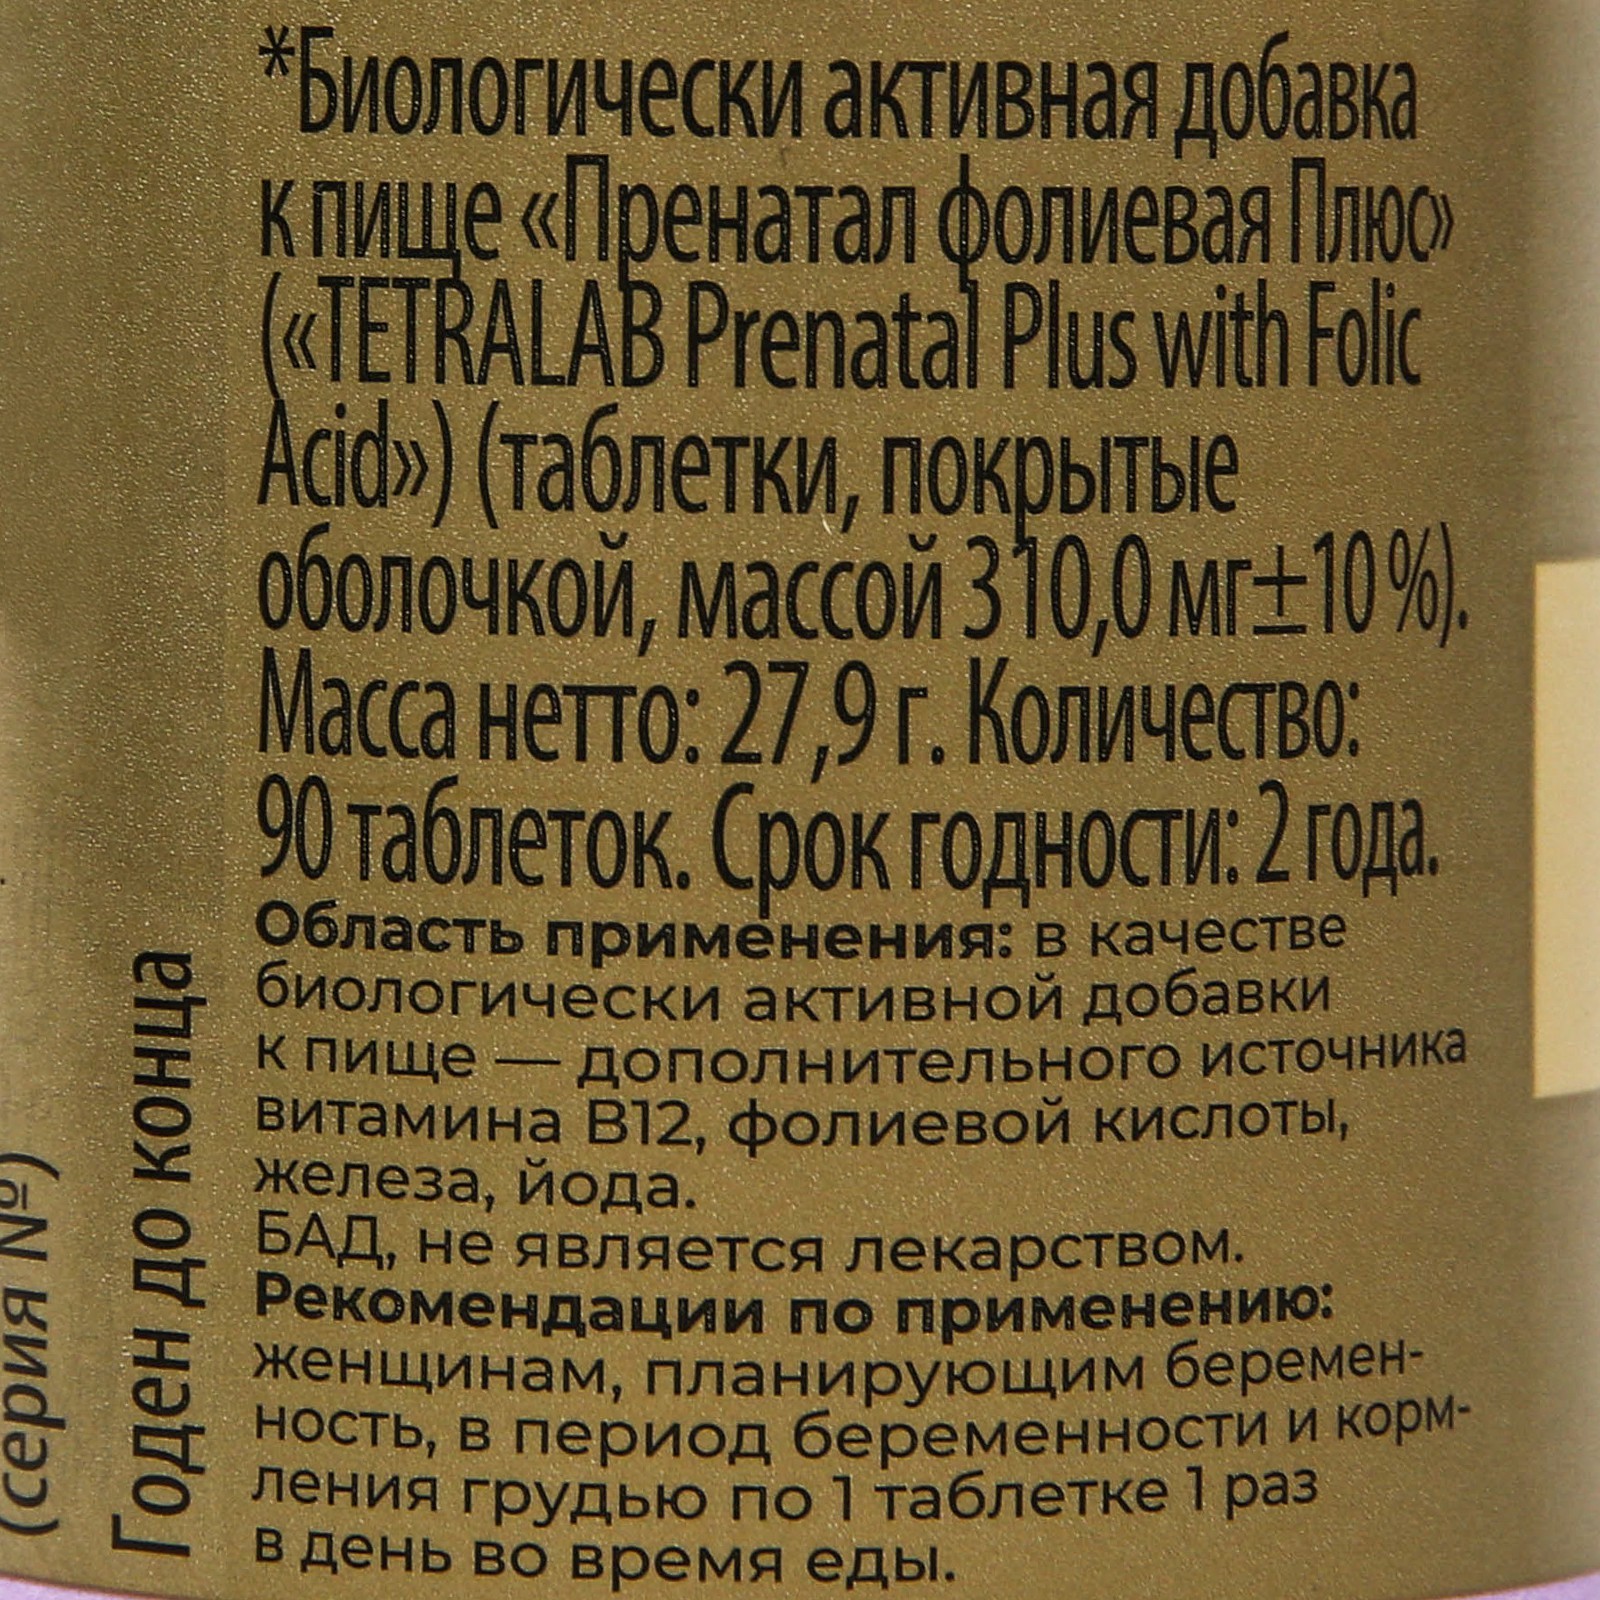 *Биологически активная добавка
к пище «Пренатал фолиевая Плюс»
(«TETRALAB Prenatal Plus with Folic
Acid») (таблетки, покрытые
оболочкой, массой 310,0 мг±10 %).
Масса нетто: 27,9 г. Количество:
90 таблеток. Срок годности: 2 года.
Область применения: в качестве
биологически активной добавки
к пище — дополнительного источника
витамина B12, фолиевой кислоты,
железа, йода.
БАД, не является лекарством.
Рекомендации по применению:
женщинам, планирующим беремен-
ность, в период беременности и корм-
ления грудью по 1 таблетке 1 раз
в день во время еды.
Годен до конца
(серия №)